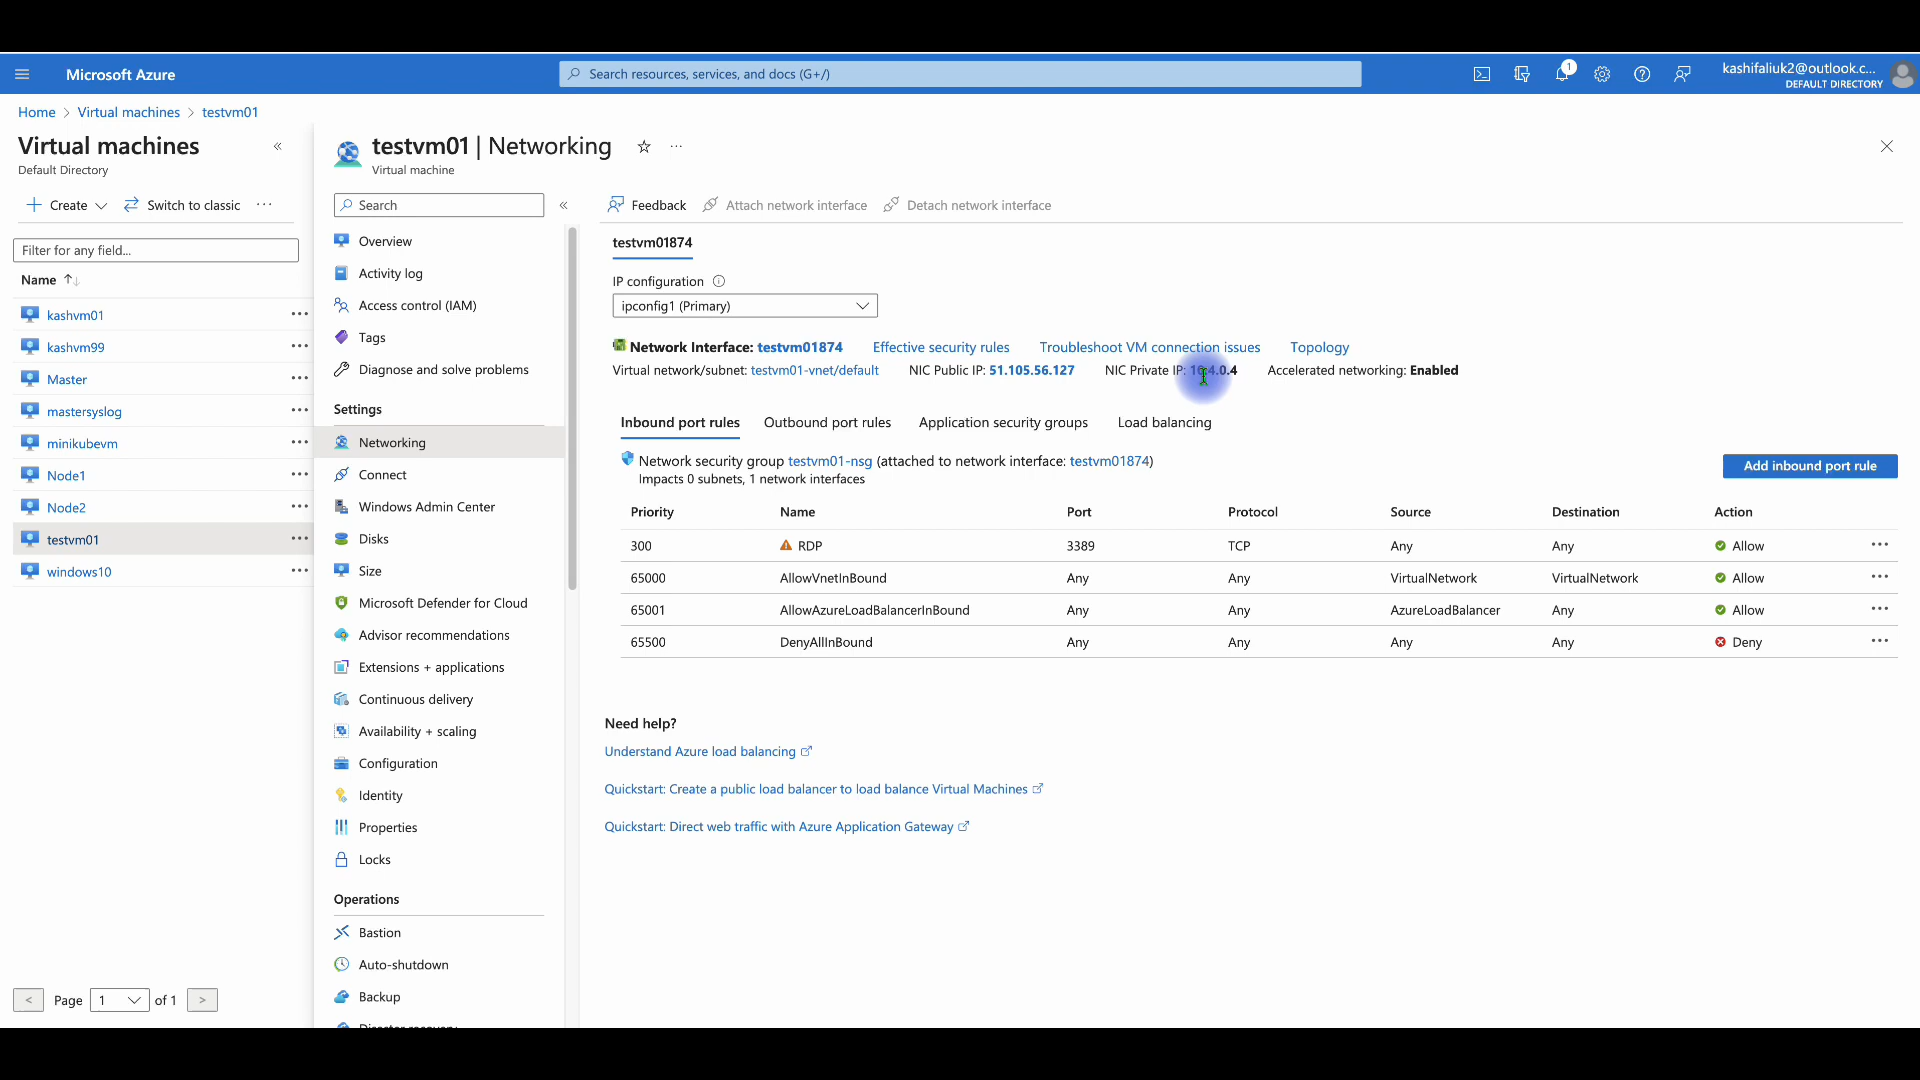 Microsoft Azure
Search resources, services, and docs (G+/)
1
kashifaliuk2@outlook.c...
DEFAULT DIRECTORY
Home > Virtual machines > testvm01
Virtual machines «
Default Directory
Create
Switch to classic ...
Filter for any field...
Name ↑↓
kashvm01 ...
kashvm99 ...
Master ...
mastersyslog ...
minikubevm ...
Node1 ...
Node2 ...
testvm01 ...
windows10 ...
< Page 1 of 1 >
testvm01 | Networking ...
Virtual machine
Search «
Overview
Activity log
Access control (IAM)
Tags
Diagnose and solve problems
Settings
Networking
Connect
Windows Admin Center
Disks
Size
Microsoft Defender for Cloud
Advisor recommendations
Extensions + applications
Continuous delivery
Availability + scaling
Configuration
Identity
Properties
Locks
Operations
Bastion
Auto-shutdown
Backup
Disaster recovery
Feedback Attach network interface Detach network interface
testvm01874
IP configuration
ipconfig1 (Primary)
Network Interface: testvm01874 Effective security rules Troubleshoot VM connection issues Topology
Virtual network/subnet: testvm01-vnet/default NIC Public IP: 51.105.56.127 NIC Private IP: 10.4.0.4 Accelerated networking: Enabled
Inbound port rules Outbound port rules Application security groups Load balancing
Network security group testvm01-nsg (attached to network interface: testvm01874)
Impacts 0 subnets, 1 network interfaces
Add inbound port rule
Priority Name Port Protocol Source Destination Action
300 RDP 3389 TCP Any Any Allow ...
65000 AllowVnetInBound Any Any VirtualNetwork VirtualNetwork Allow ...
65001 AllowAzureLoadBalancerInBound Any Any AzureLoadBalancer Any Allow ...
65500 DenyAllInBound Any Any Any Any Deny ...
Need help?
Understand Azure load balancing
Quickstart: Create a public load balancer to load balance Virtual Machines
Quickstart: Direct web traffic with Azure Application Gateway